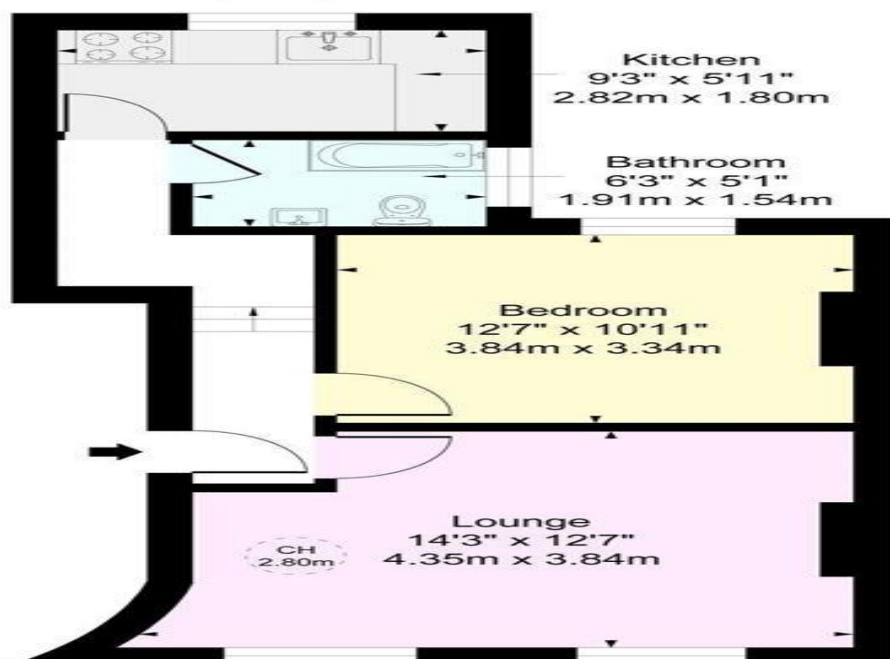 Kitchen
9'3" x 5'11"
2.82m x 1.80m
Bathroom
6'3" x 5'1"
1.91m x 1.54m
Bedroom
12'7" x 10'11"
3.84m x 3.34m
Lounge
14'3" x 12'7"
4.35m x 3.84m
CH
2.80m